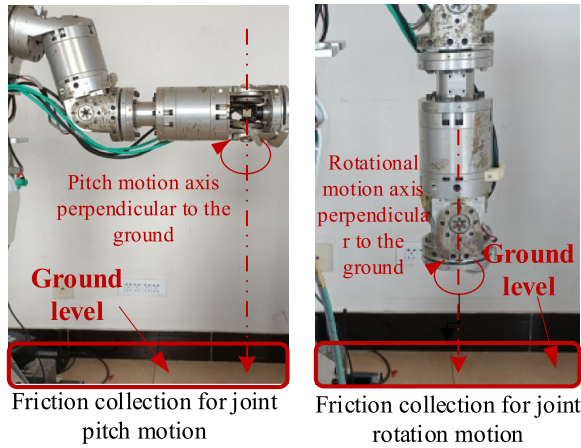 Pitch motion axis
perpendicular to the
ground
Ground
level
Friction collection for joint
pitch motion
Rotational
motion axis
perpendicula
r to the
ground
Ground
level
Friction collection for joint
rotation motion